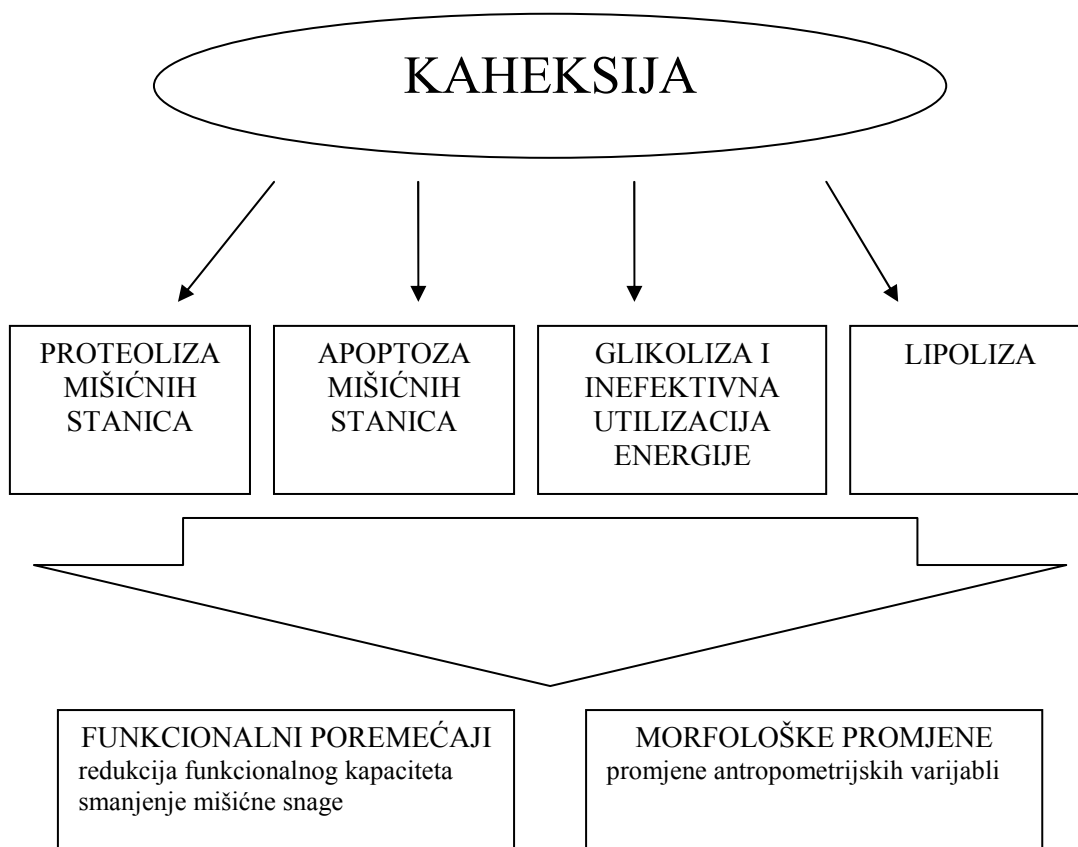 KAHEKSIJA
PROTEOLIZA
MIŠIĆNIH
STANICA
APOPTOZA
MIŠIĆNIH
STANICA
GLIKOLIZA I
INEFEKTIVNA
UTILIZACIJA
ENERGIJE
LIPOLIZA
FUNKCIONALNI POREMEĆAJI
redukcija funkcionalnog kapaciteta
smanjenje mišićne snage
MORFOLOŠKE PROMJENE
promjene antropometrijskih varijabli